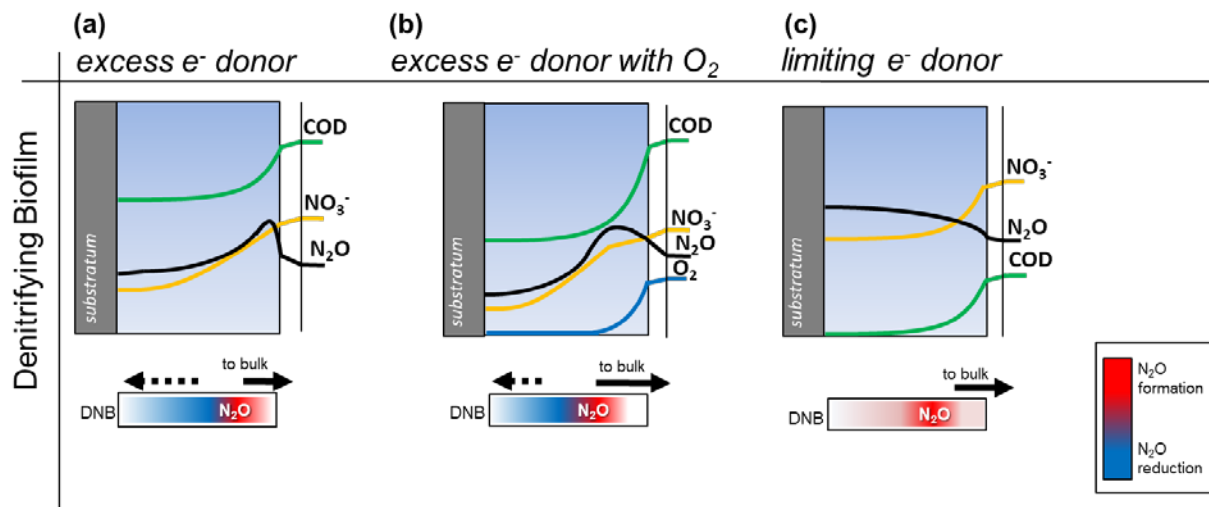 (a)
excess e⁻ donor
(b)
excess e⁻ donor with O₂
(c)
limiting e⁻ donor
Denitrifying Biofilm
substratum
COD
NO₃⁻
N₂O
to bulk
DNB
N₂O
substratum
COD
NO₃⁻
N₂O
O₂
to bulk
DNB
N₂O
substratum
NO₃⁻
N₂O
COD
to bulk
DNB
N₂O
N₂O
formation
N₂O
reduction